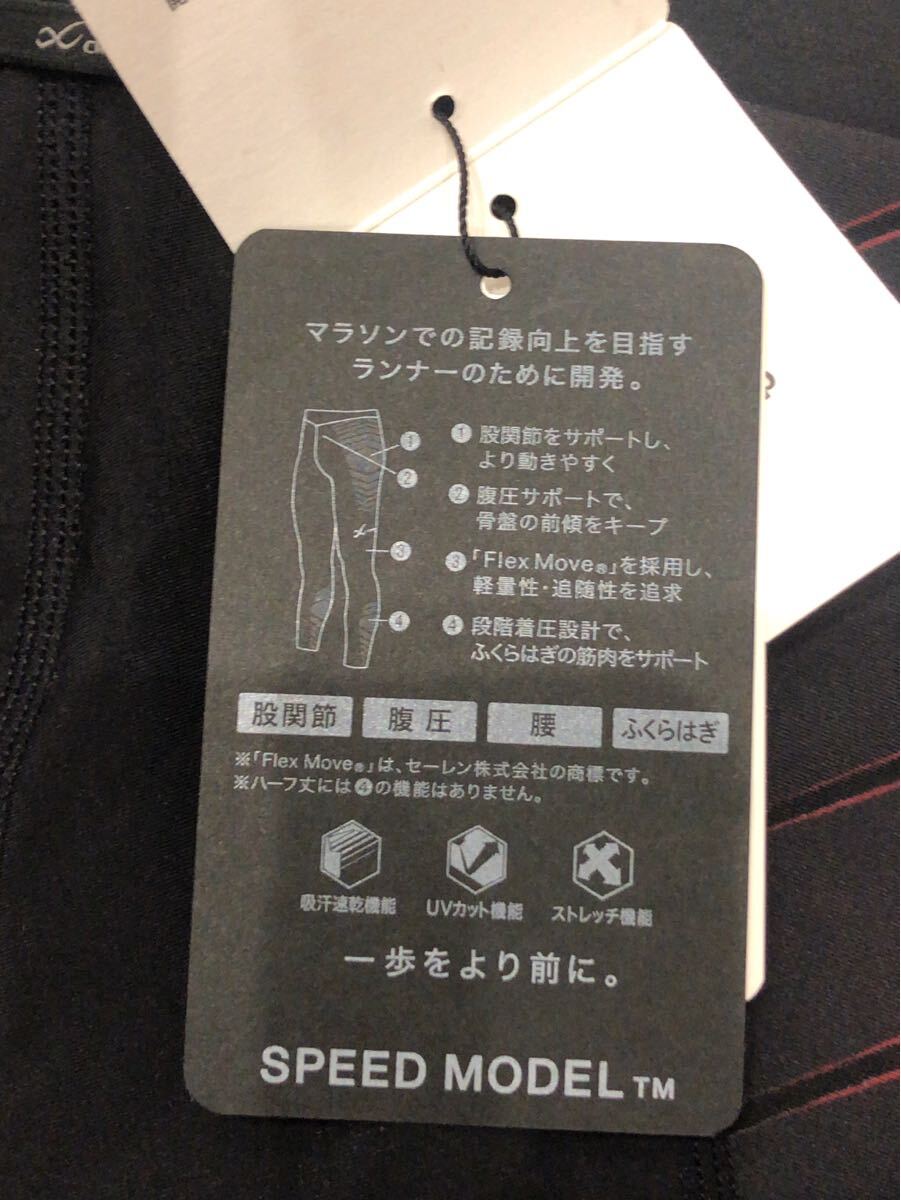 マラソンでの記録向上を目指す
ランナーのために開発。
① 股関節をサポートし、
より動きやすく
② 腹圧サポートで、
骨盤の前傾をキープ
③ 「Flex Move®」を採用し、
軽量性・追随性を追求
④ 段階着圧設計で、
ふくらはぎの筋肉をサポート
①
②
③
④
股関節 腹圧 腰 ふくらはぎ
※「Flex Move®」は、セーレン株式会社の商標です。
※ハーフ丈には④の機能はありません。
吸汗速乾機能 UVカット機能 ストレッチ機能
一歩をより前に。
SPEED MODEL TM